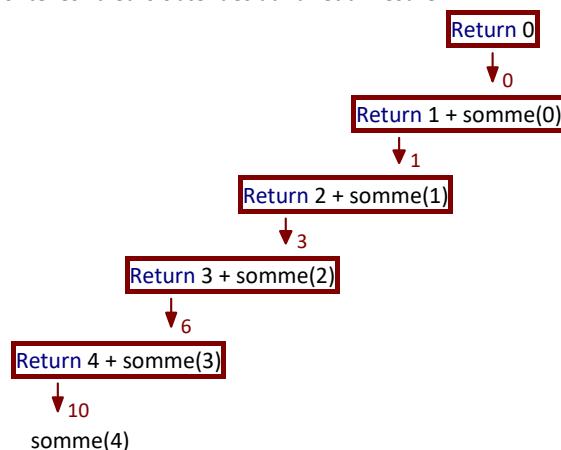 Return 0
0
Return 1 + somme(0)
1
Return 2 + somme(1)
3
Return 3 + somme(2)
6
Return 4 + somme(3)
10
somme(4)